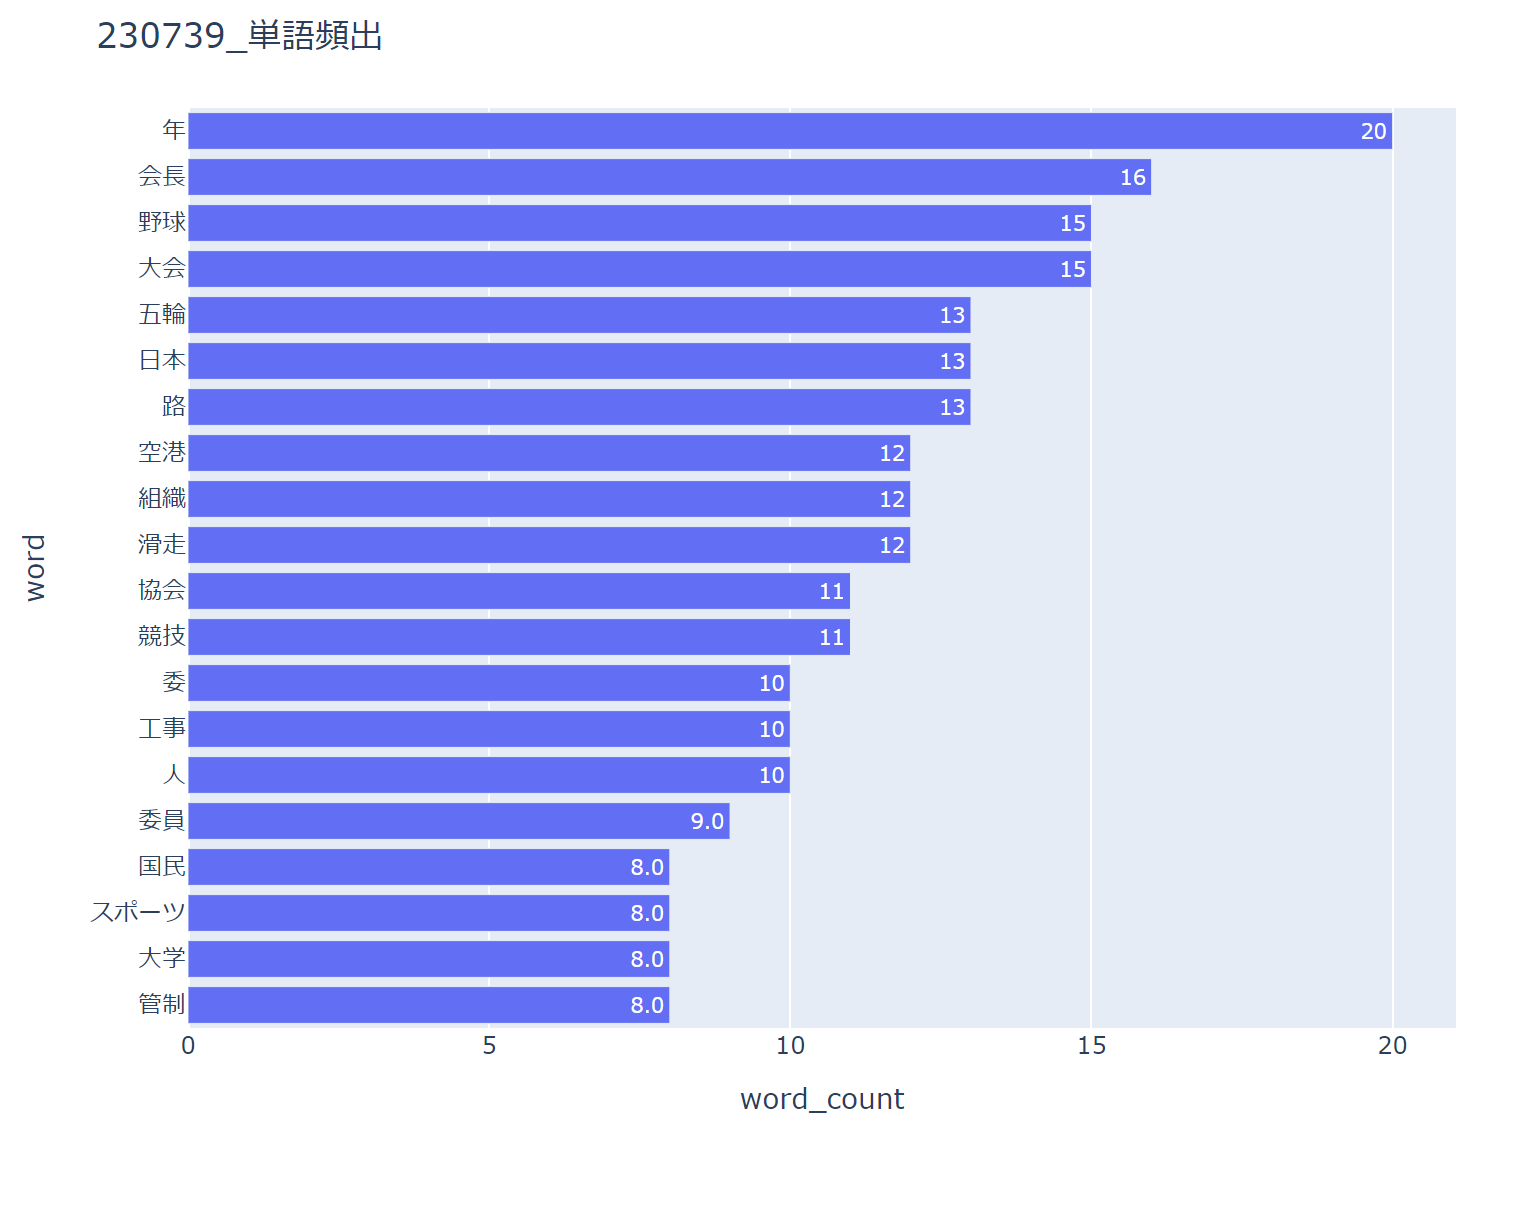 230739_単語頻出
年 20
会長 16
野球 15
大会 15
五輪 13
日本 13
路 13
空港 12
組織 12
滑走 12
協会 11
競技 11
委 10
工事 10
人 10
委員 9.0
国民 8.0
スポーツ 8.0
大学 8.0
管制 8.0
word
0 5 10 15 20
word_count